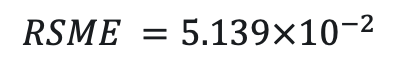 RSME = 5.139×10⁻²